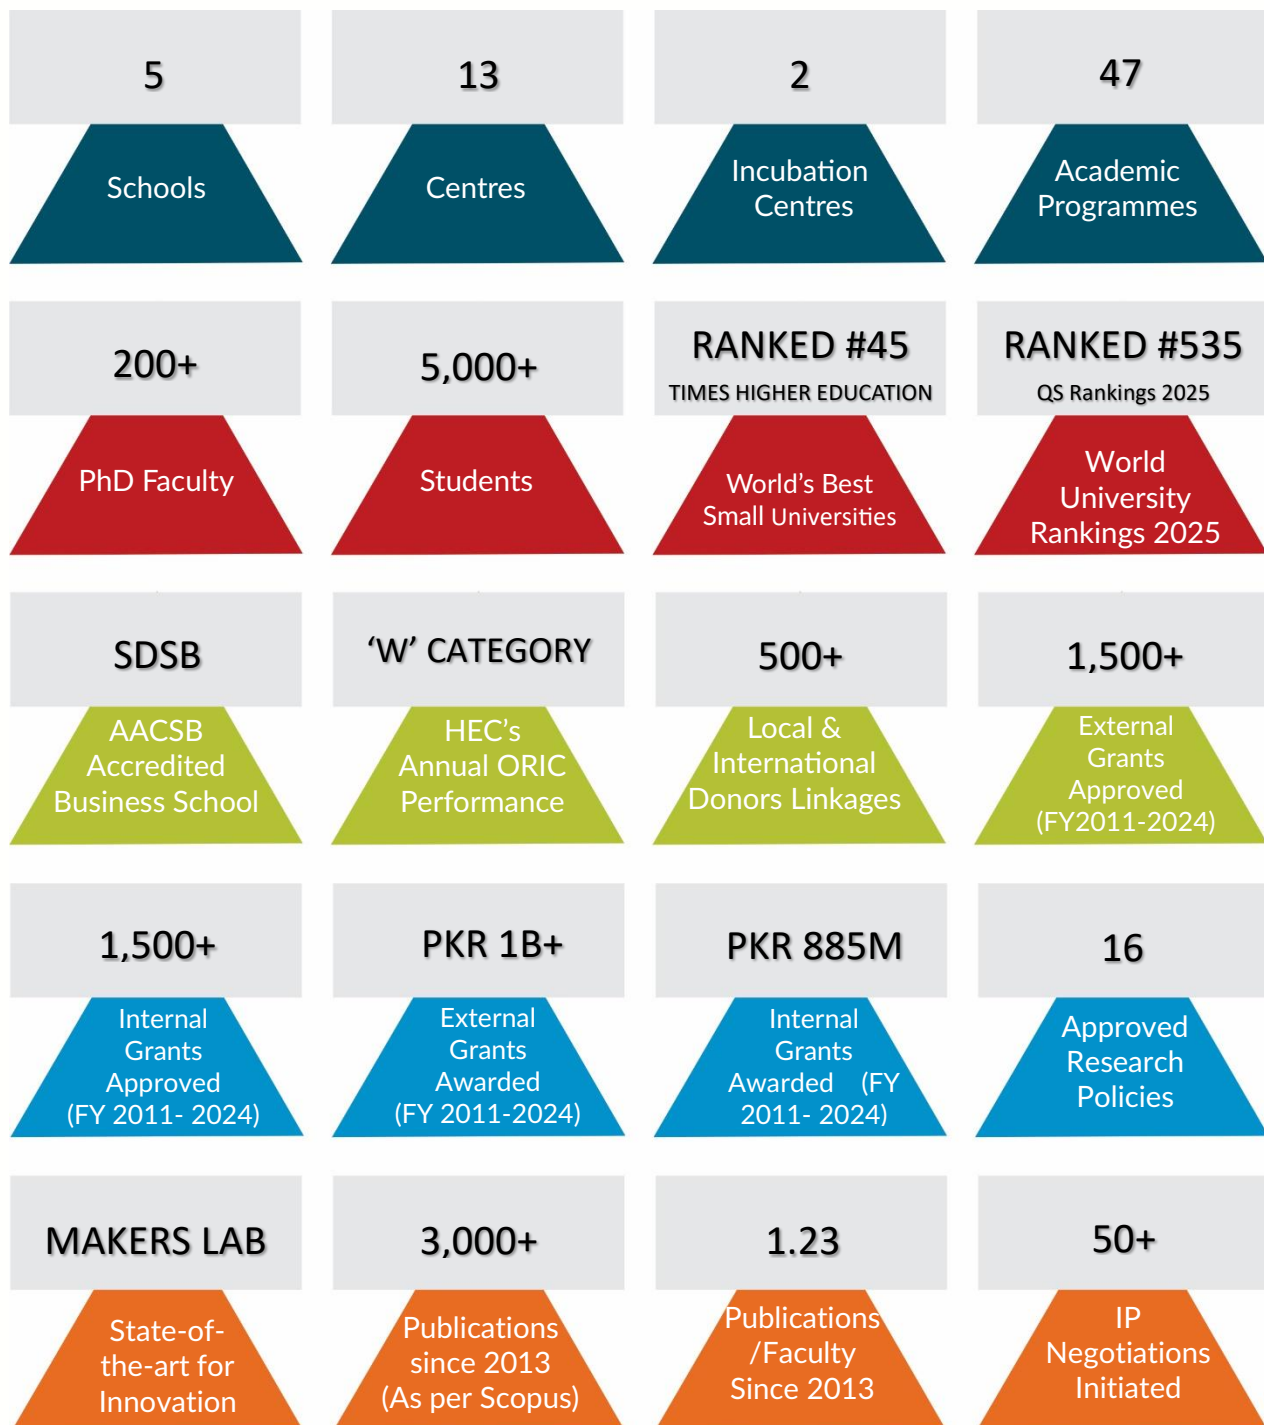 5
Schools
13
Centres
2
Incubation
Centres
47
Academic
Programmes
200+
PhD Faculty
5,000+
Students
RANKED #45
TIMES HIGHER EDUCATION
World’s Best
Small Universities
RANKED #535
QS Rankings 2025
World
University
Rankings 2025
SDSB
AACSB
Accredited
Business School
‘W’ CATEGORY
HEC’s
Annual ORIC
Performance
500+
Local &
International
Donors Linkages
1,500+
External
Grants
Approved
(FY2011-2024)
1,500+
Internal
Grants
Approved
(FY 2011- 2024)
PKR 1B+
External
Grants
Awarded
(FY 2011-2024)
PKR 885M
Internal
Grants
Awarded (FY
2011- 2024)
16
Approved
Research
Policies
MAKERS LAB
State-of-
the-art for
Innovation
3,000+
Publications
since 2013
(As per Scopus)
1.23
Publications
/Faculty
Since 2013
50+
IP
Negotiations
Initiated